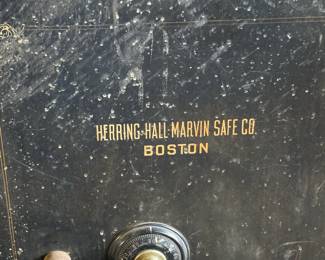 HERRING-HALL-MARVIN SAFE CO.
BOSTON